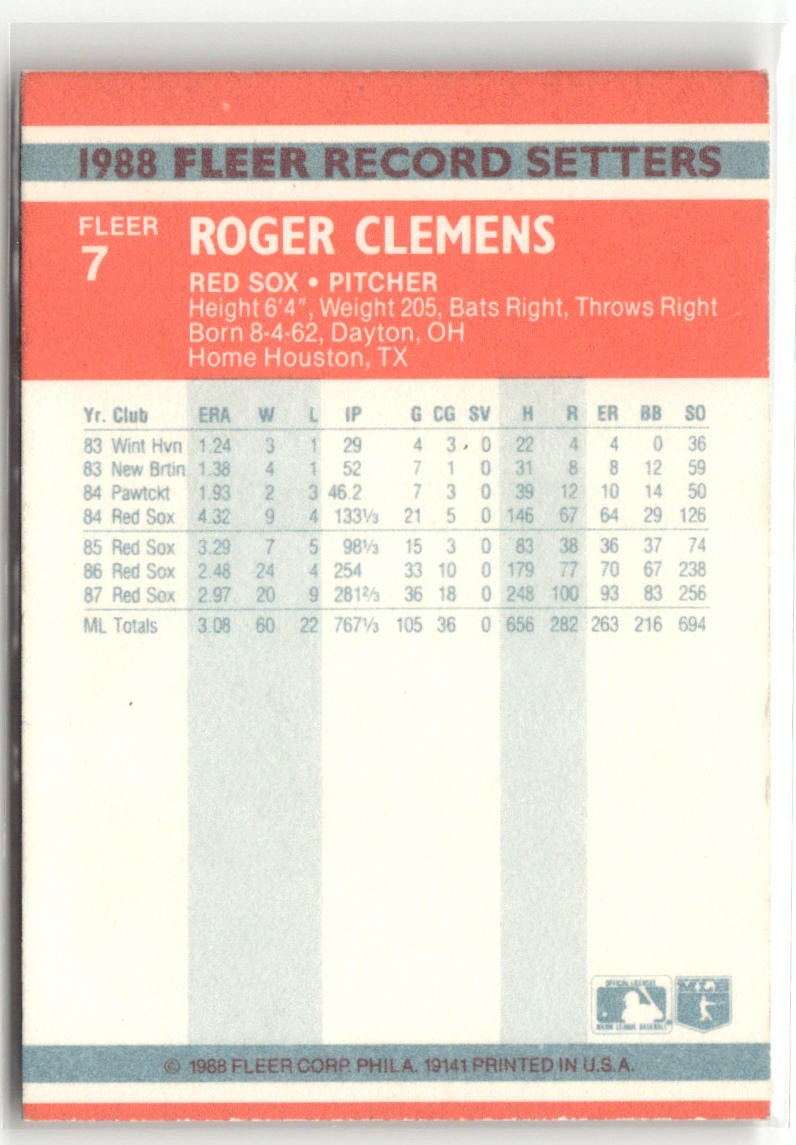 1988 FLEER RECORD SETTERS
FLEER
7
ROGER CLEMENS
RED SOX • PITCHER
Height 6'4", Weight 205, Bats Right, Throws Right
Born 8-4-62, Dayton, OH
Home Houston, TX
Yr. Club ERA W L IP G CG SV H R ER BB SO
83 Wint Hvn 1.24 3 1 29 4 3 0 22 4 4 0 36
83 New Brtin 1.38 4 1 52 7 1 0 31 8 8 12 59
84 Pawtckt 1.93 2 3 46.2 7 3 0 39 12 10 14 50
84 Red Sox 4.32 9 4 133⅓ 21 5 0 146 67 64 29 126
85 Red Sox 3.29 7 5 98⅓ 15 3 0 83 38 36 37 74
86 Red Sox 2.48 24 4 254 33 10 0 179 77 70 67 238
87 Red Sox 2.97 20 9 281⅔ 36 18 0 248 100 93 83 256
ML Totals 3.08 60 22 767⅓ 105 36 0 656 282 263 216 694
OFFICIAL LICENSEE
MAJOR LEAGUE BASEBALL
© 1988 FLEER CORP. PHILA. 19141 PRINTED IN U.S.A.